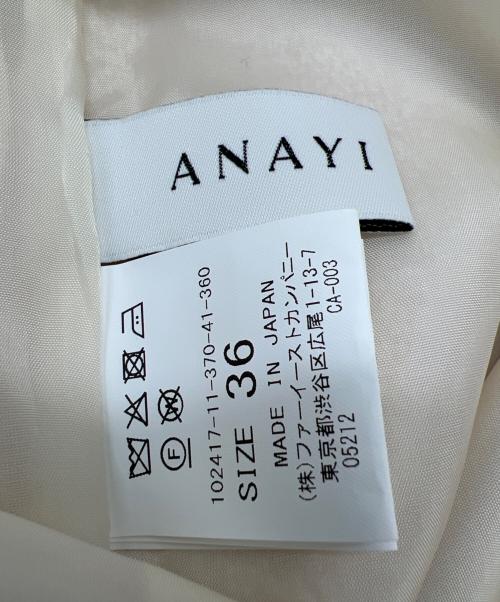 ANAYI
Ⓕ
102417-11-370-41-360
SIZE 36
MADE IN JAPAN
(株)ファーイーストカンパニー
東京都渋谷区広尾1-13-7
05212 CA-003